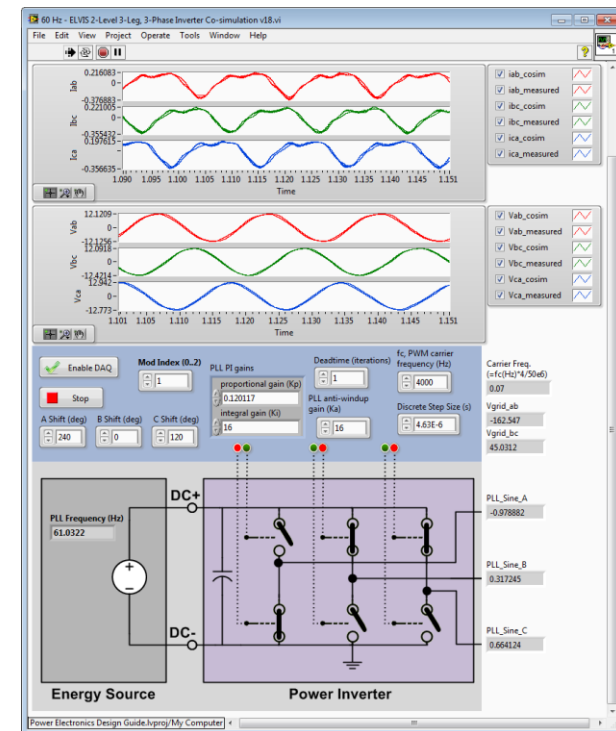 60 Hz - ELVIS 2-Level 3-Leg, 3-Phase Inverter Co-simulation v18.vi
File Edit View Project Operate Tools Window Help
0.216083
0
-0.376883
Iab
0.221005
0
-0.355432
Ibc
0.197615
0
-0.356635
Ica
1.090 1.095 1.100 1.105 1.110 1.115 1.120 1.125 1.130 1.135 1.140 1.145 1.151
Time
iab_cosim
iab_measured
ibc_cosim
ibc_measured
ica_cosim
ica_measured
12.1209
0
-12.1256
Vab
12.0918
0
-12.4214
Vbc
12.942
0
-12.773
Vca
1.101 1.105 1.110 1.115 1.120 1.125 1.130 1.135 1.140 1.145 1.151
Time
Vab_cosim
Vab_measured
Vbc_cosim
Vbc_measured
Vca_cosim
Vca_measured
Enable DAQ
Stop
Mod Index (0..2)
1
A Shift (deg) B Shift (deg) C Shift (deg)
240 0 120
PLL PI gains
proportional gain (Kp)
0.120117
integral gain (Ki)
16
Deadtime (iterations)
1
PLL anti-windup
gain (Ka)
16
fc, PWM carrier
frequency (Hz)
4000
Discrete Step Size (s)
4.63E-6
Carrier Freq.
(=fc(Hz)*4/50e6)
0.07
Vgrid_ab
-162.547
Vgrid_bc
45.0312
PLL_Sine_A
-0.978882
PLL_Sine_B
0.317245
PLL_Sine_C
0.664124
PLL Frequency (Hz)
61.0322
DC+
DC-
Energy Source
Power Inverter
Power Electronics Design Guide.lvproj/My Computer